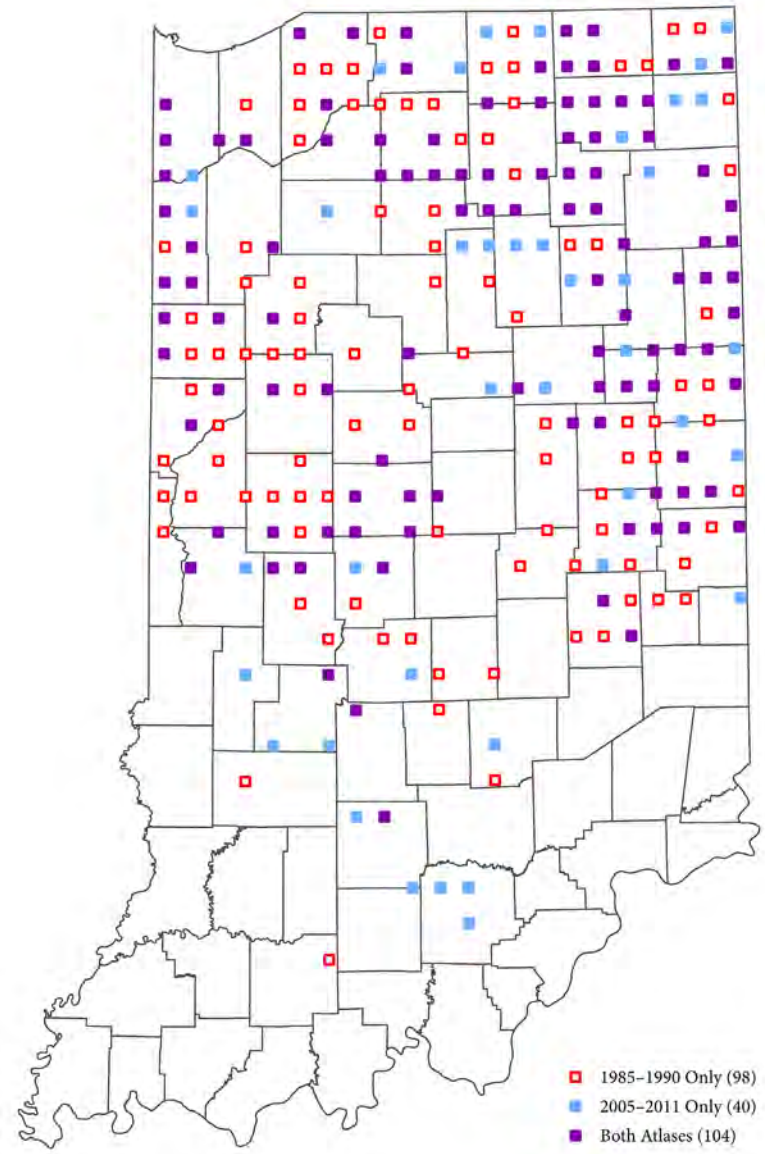 1985–1990 Only (98)
2005–2011 Only (40)
Both Atlases (104)